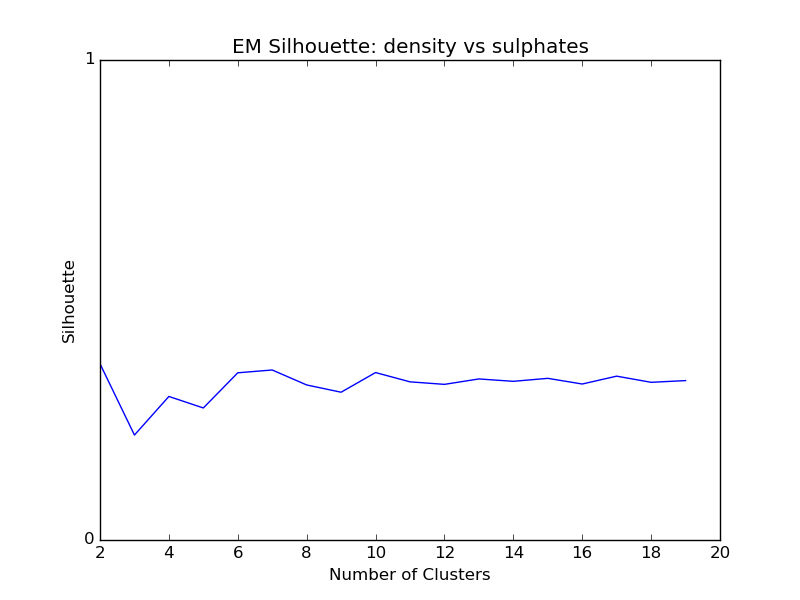 EM Silhouette: density vs sulphates
1
Silhouette
0
2 4 6 8 10 12 14 16 18 20
Number of Clusters